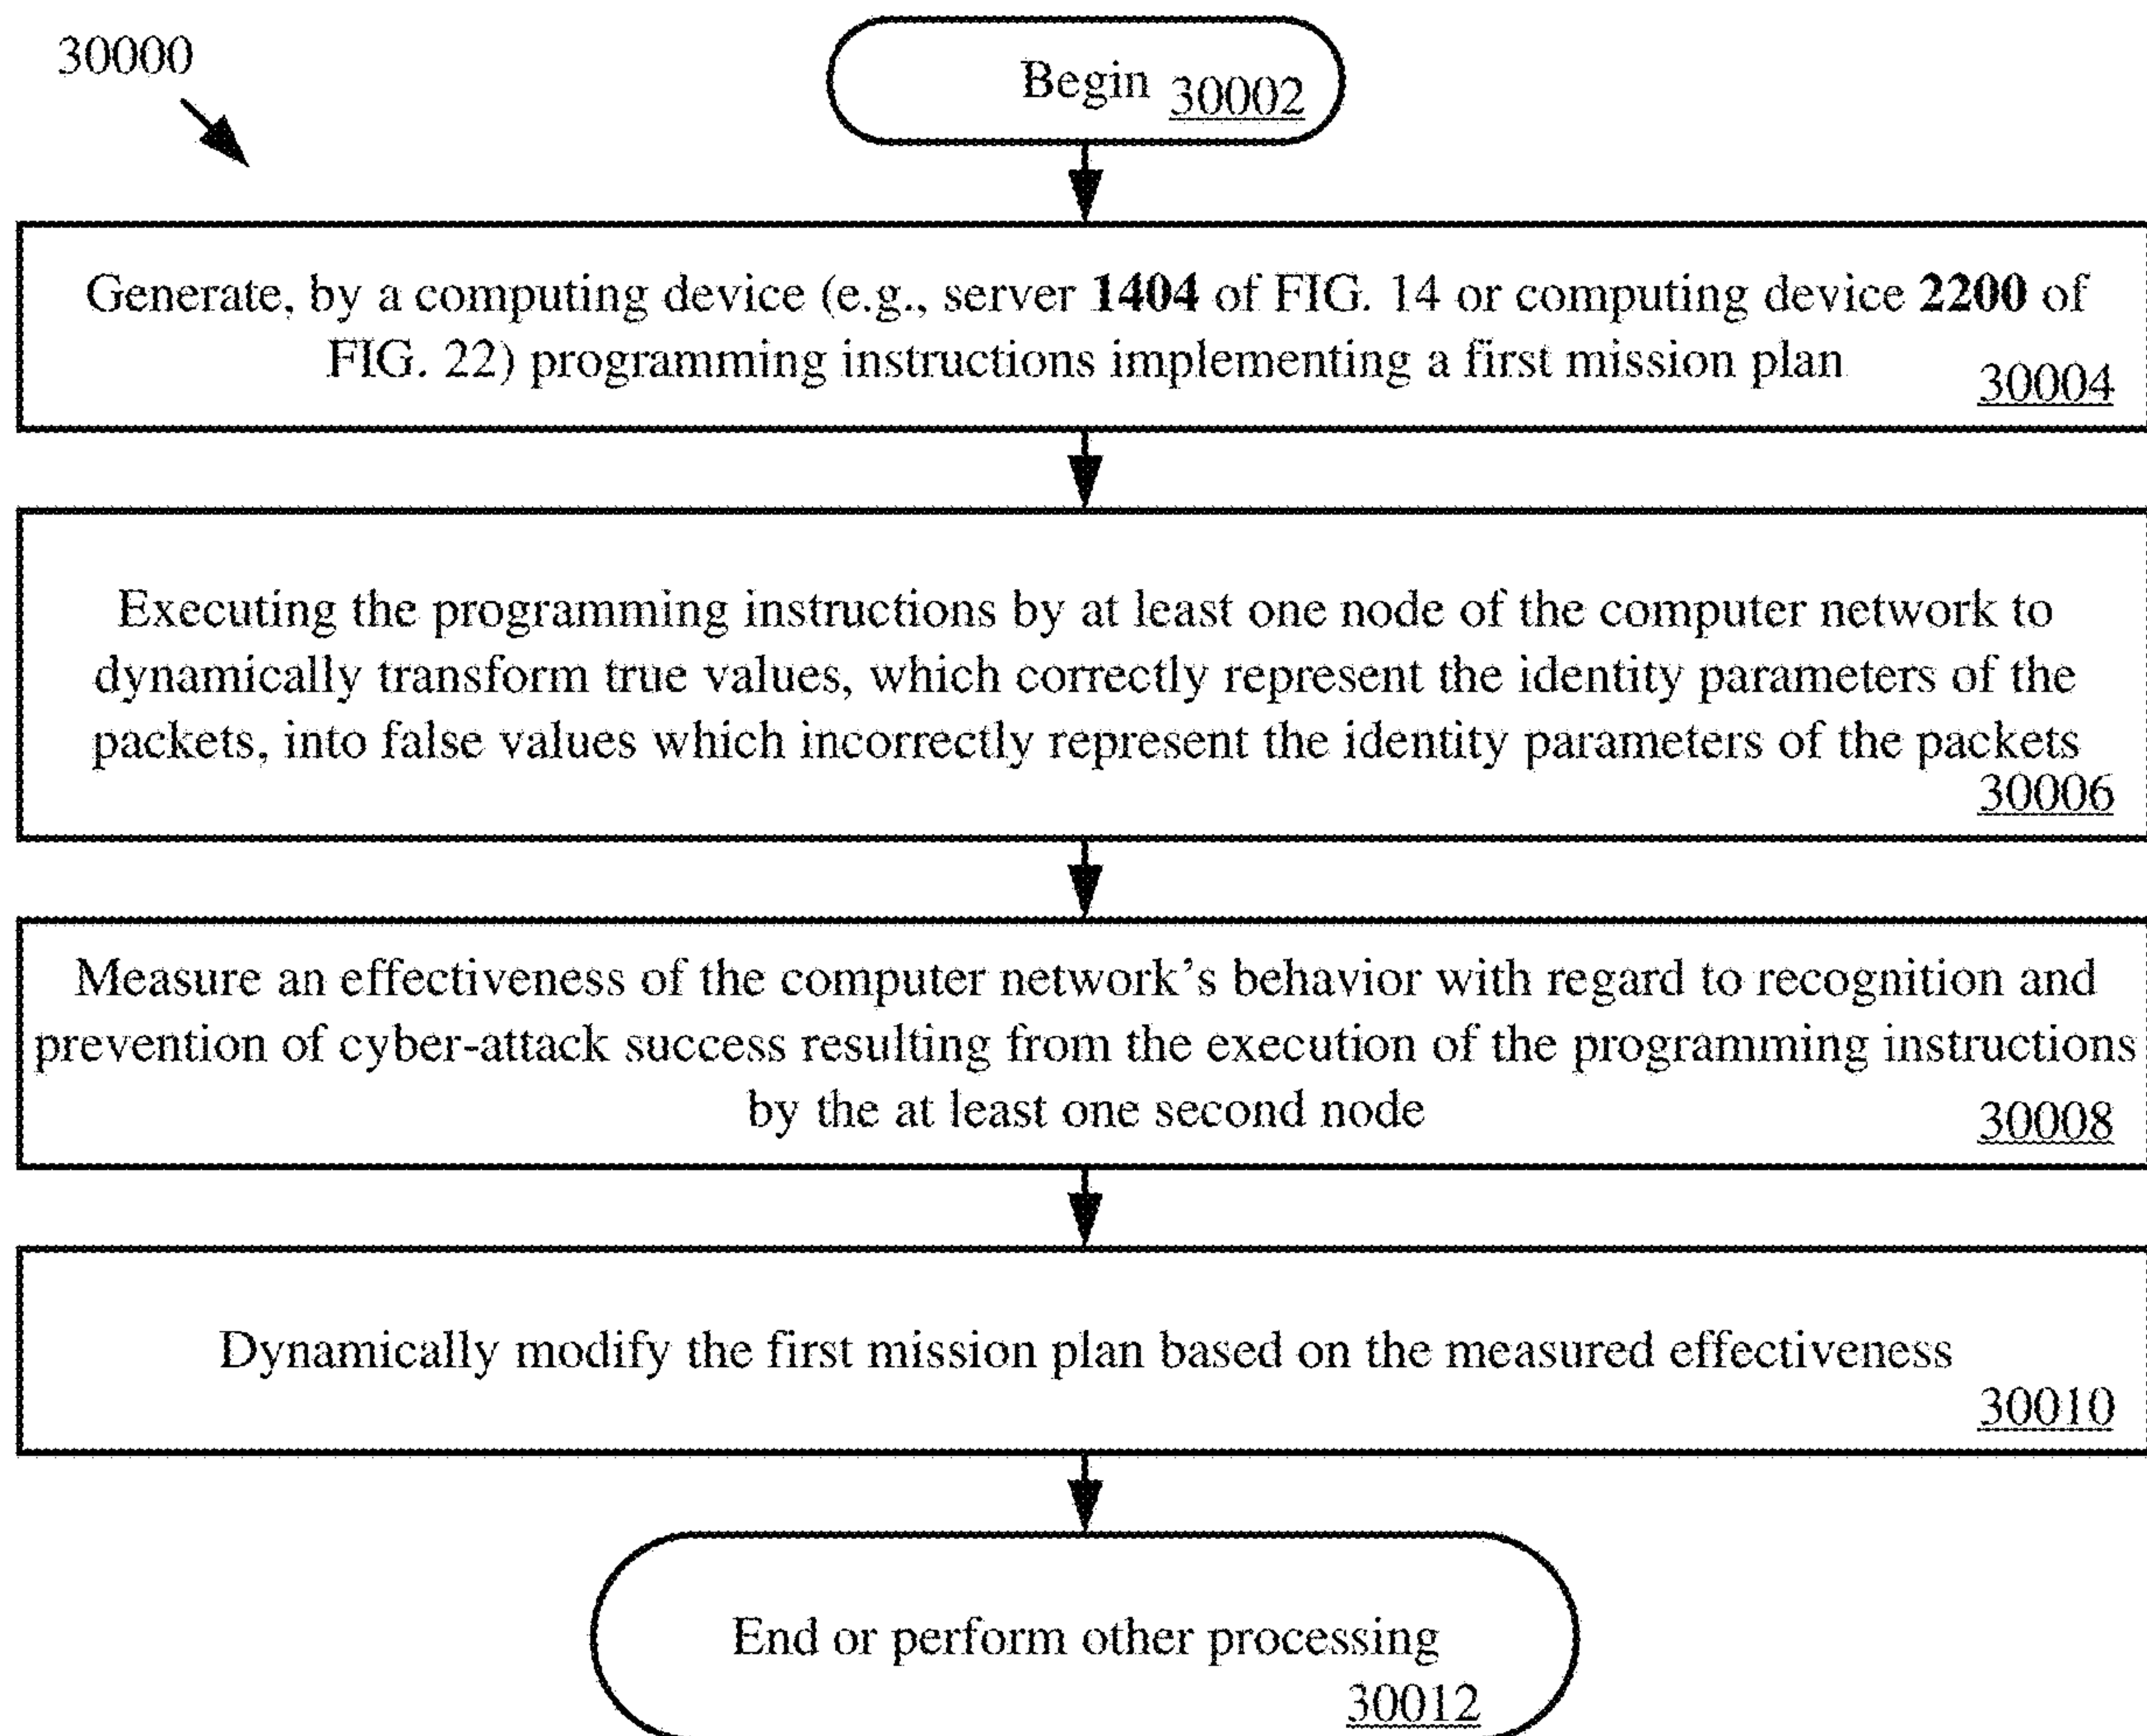 30000
Begin 30002
Generate, by a computing device (e.g., server 1404 of FIG. 14 or computing device 2200 of
FIG. 22) programming instructions implementing a first mission plan
30004
Executing the programming instructions by at least one node of the computer network to
dynamically transform true values, which correctly represent the identity parameters of the
packets, into false values which incorrectly represent the identity parameters of the packets
30006
Measure an effectiveness of the computer network's behavior with regard to recognition and
prevention of cyber-attack success resulting from the execution of the programming instructions
by the at least one second node
30008
Dynamically modify the first mission plan based on the measured effectiveness
30010
End or perform other processing
30012